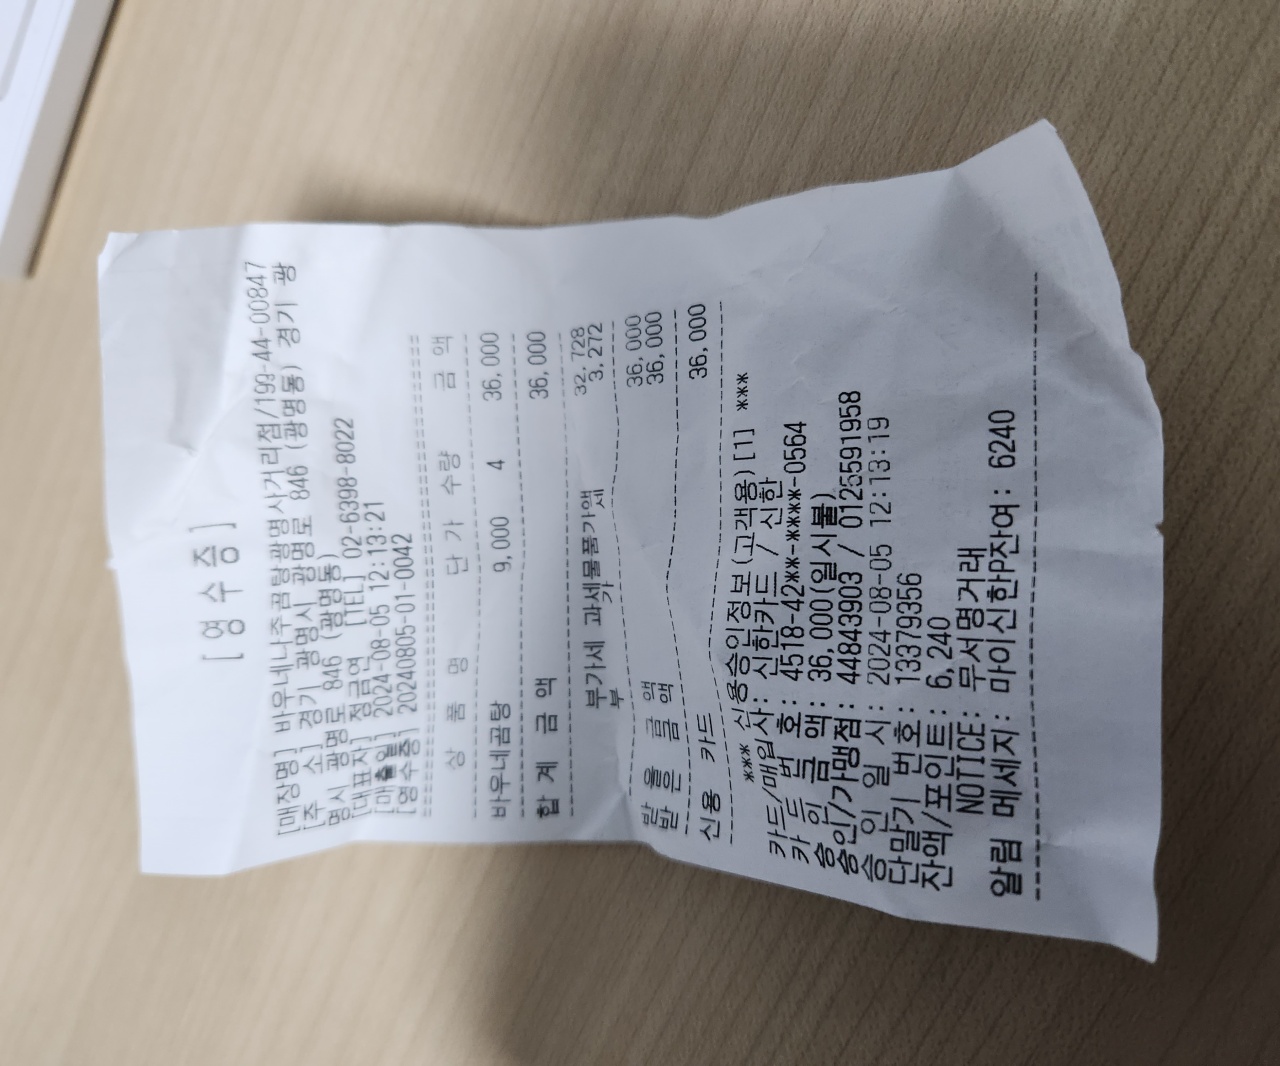 [영 수 증]
[매장명] 바우네나주곰탕광명사거리점/199-44-00847
[주 소] 경기 광명시 광명로 846 (광명동) 경기 광
명시 광명로 846 (광명동)
[대표자] 정금연 [TEL] 02-6398-8022
[매출일] 2024-08-05 12:13:21
[영수증] 20240805-01-0042
상 품 명 단 가 수량 금 액
바우네곰탕 9,000 4 36,000
합 계 금 액 36,000
부가세 과세물품가액 32,728
부 가 세 3,272
받을금액 36,000
받은금액 36,000
신용 카드 36,000
*** 신용승인정보(고객용)[1] ***
카드/매입사: 신한카드 / 신한
카 드 번 호: 4518-42**-****-0564
승 인 금 액: 36,000(일시불)
승인/가맹점: 44843903 / 0125591958
승 인 일 시: 2024-08-05 12:13:19
단말기 번호: 13379356
잔액/포인트: 6,240
NOTICE: 무서명거래
알림 메세지: 마이신한P잔여: 6240